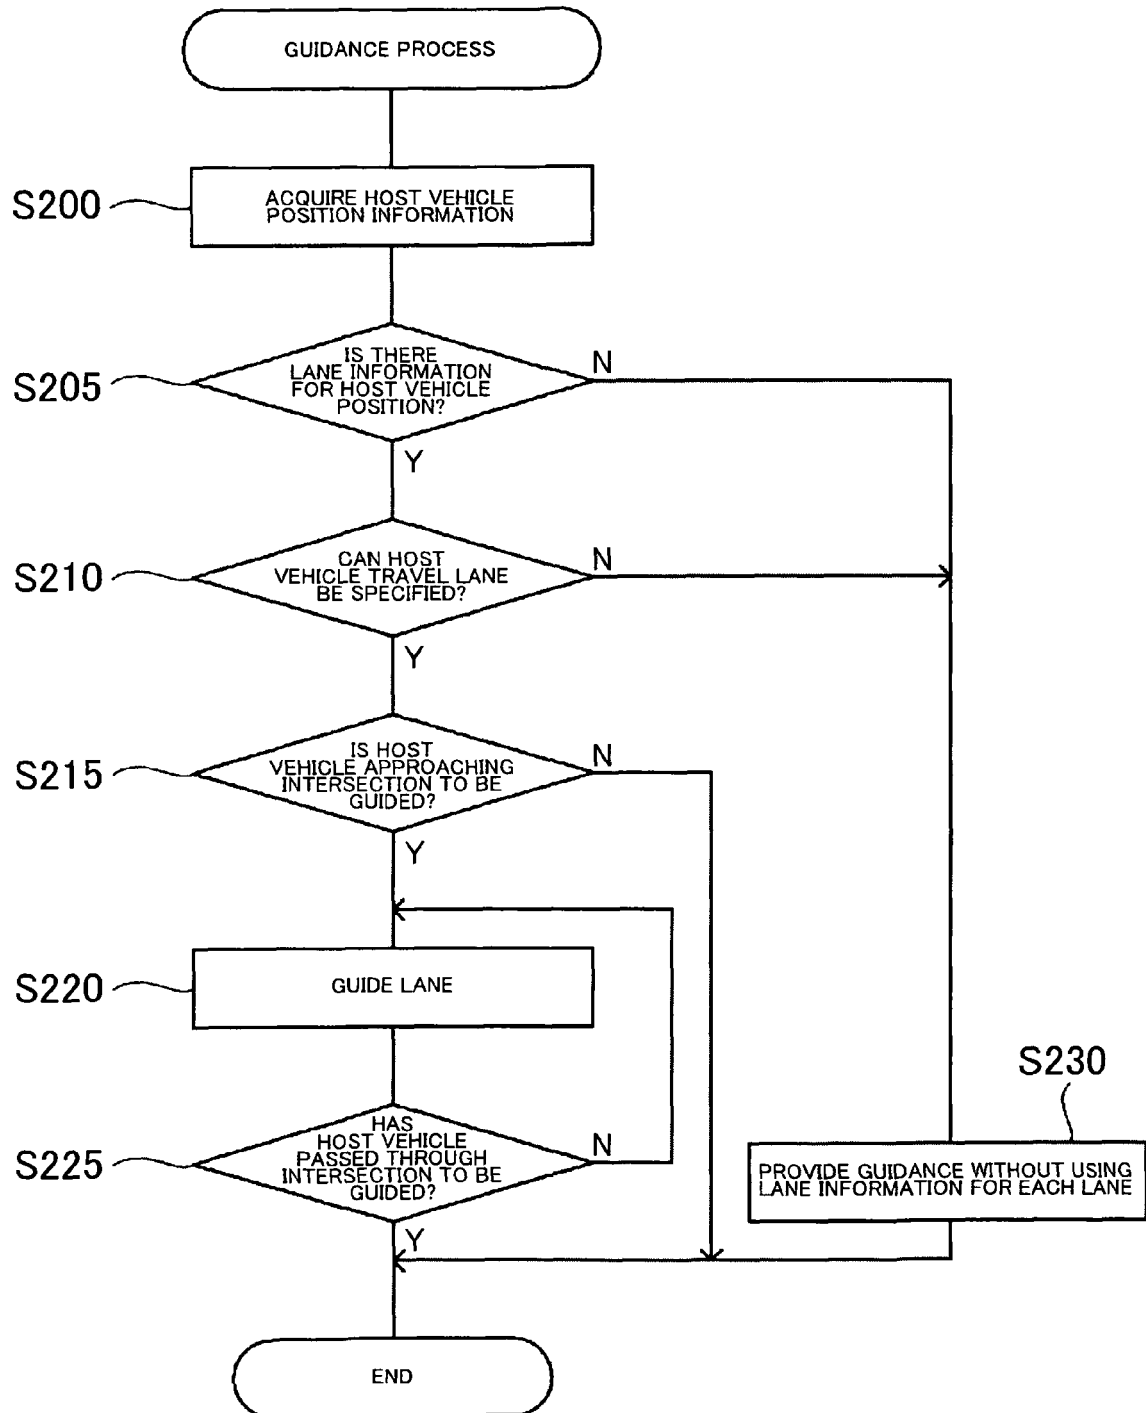 GUIDANCE PROCESS
S200
ACQUIRE HOST VEHICLE
POSITION INFORMATION
S205
IS THERE
LANE INFORMATION
FOR HOST VEHICLE
POSITION?
N
Y
S210
CAN HOST
VEHICLE TRAVEL LANE
BE SPECIFIED?
N
Y
S215
IS HOST
VEHICLE APPROACHING
INTERSECTION TO BE
GUIDED?
N
Y
S220
GUIDE LANE
S225
HAS
HOST VEHICLE
PASSED THROUGH
INTERSECTION TO BE
GUIDED?
N
Y
S230
PROVIDE GUIDANCE WITHOUT USING
LANE INFORMATION FOR EACH LANE
END